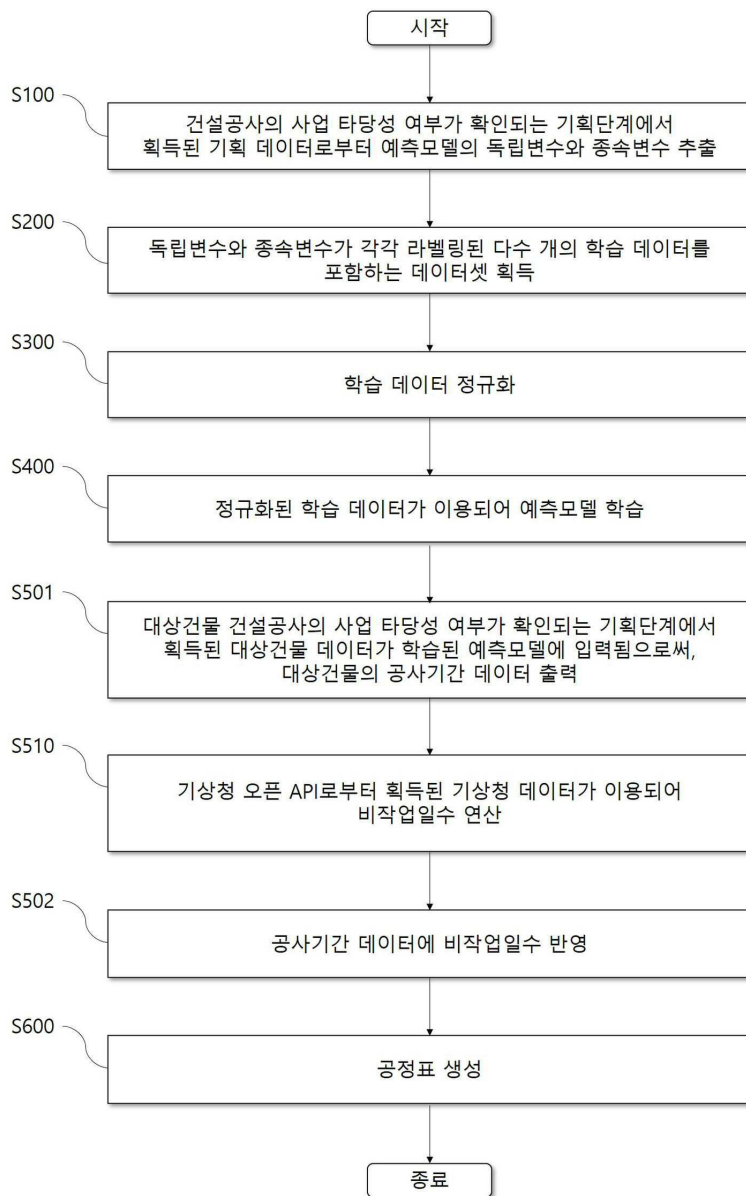 시작
S100
건설공사의 사업 타당성 여부가 확인되는 기획단계에서
획득된 기획 데이터로부터 예측모델의 독립변수와 종속변수 추출
S200
독립변수와 종속변수가 각각 라벨링된 다수 개의 학습 데이터를
포함하는 데이터셋 획득
S300
학습 데이터 정규화
S400
정규화된 학습 데이터가 이용되어 예측모델 학습
S501
대상건물 건설공사의 사업 타당성 여부가 확인되는 기획단계에서
획득된 대상건물 데이터가 학습된 예측모델에 입력됨으로써,
대상건물의 공사기간 데이터 출력
S510
기상청 오픈 API로부터 획득된 기상청 데이터가 이용되어
비작업일수 연산
S502
공사기간 데이터에 비작업일수 반영
S600
공정표 생성
종료